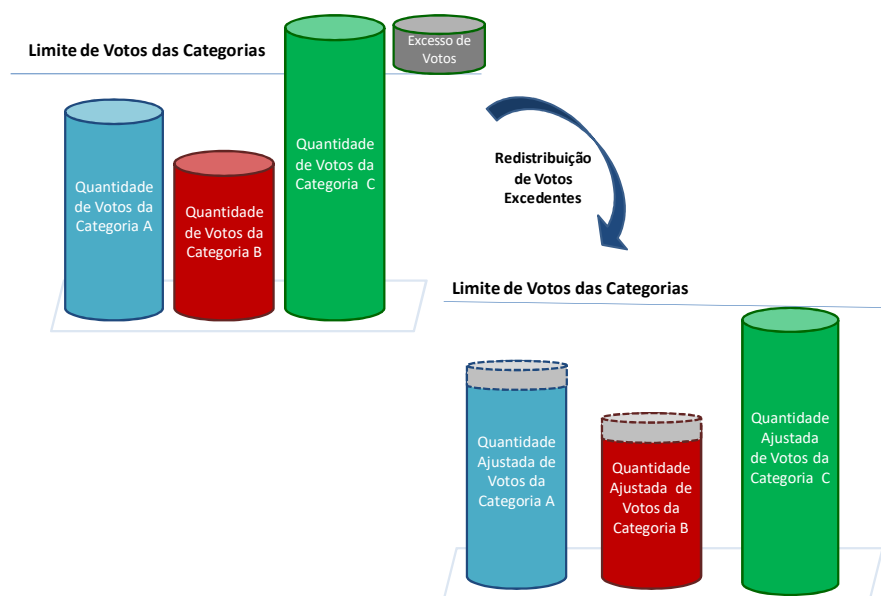 Limite de Votos das Categorias
Excesso de
Votos
Quantidade
de Votos da
Categoria A
Quantidade
de Votos da
Categoria B
Quantidade
de Votos da
Categoria C
Redistribuição
de Votos
Excedentes
Limite de Votos das Categorias
Quantidade
Ajustada de
Votos da
Categoria A
Quantidade
Ajustada de
Votos da
Categoria B
Quantidade
Ajustada
de Votos da
Categoria C